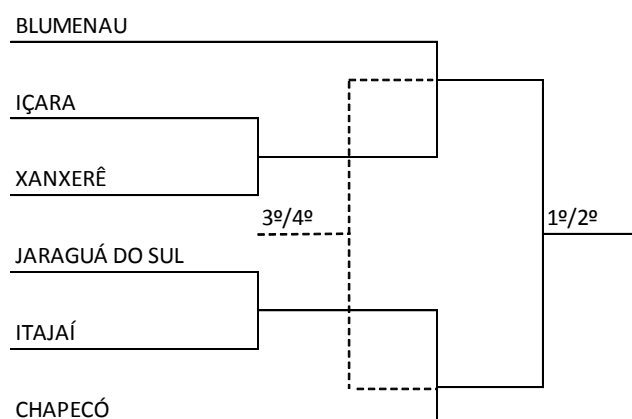 BLUMENAU
IÇARA
XANXERÊ
3º/4º
1º/2º
JARAGUÁ DO SUL
ITAJAÍ
CHAPECÓ